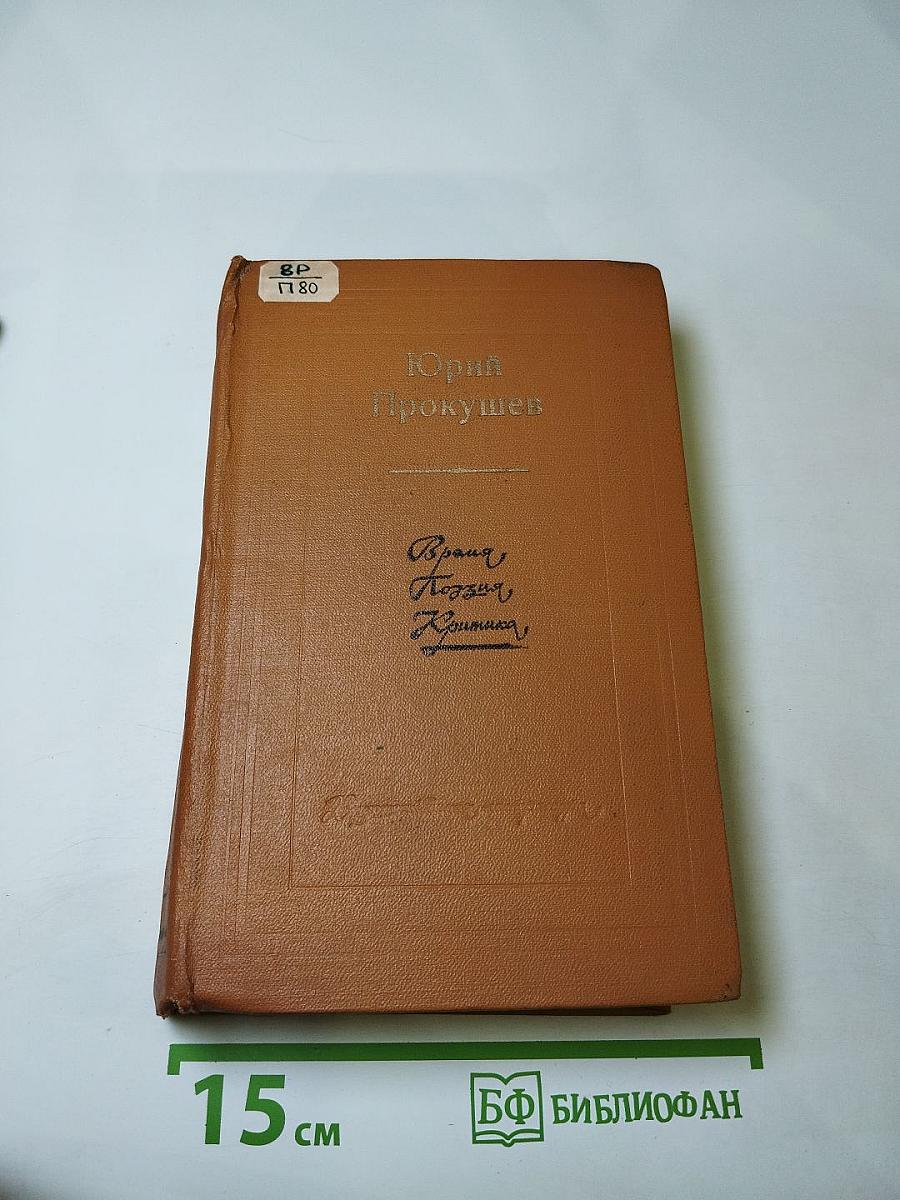 8Р
П80
Юрий
Прокушев
Время,
Поэзия,
Критика,
15 см
БФ БИБЛИОФАН